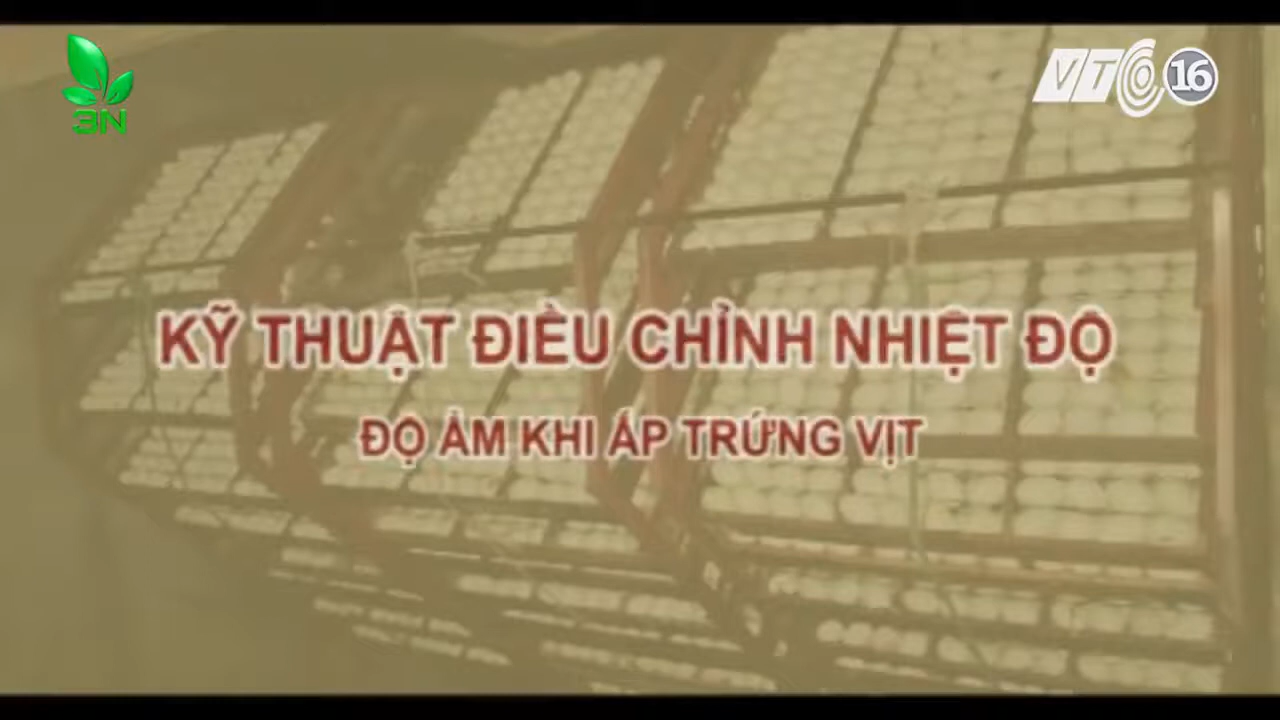 3N
VTC16
KỸ THUẬT ĐIỀU CHỈNH NHIỆT ĐỘ
ĐỘ ẨM KHI ẤP TRỨNG VỊT